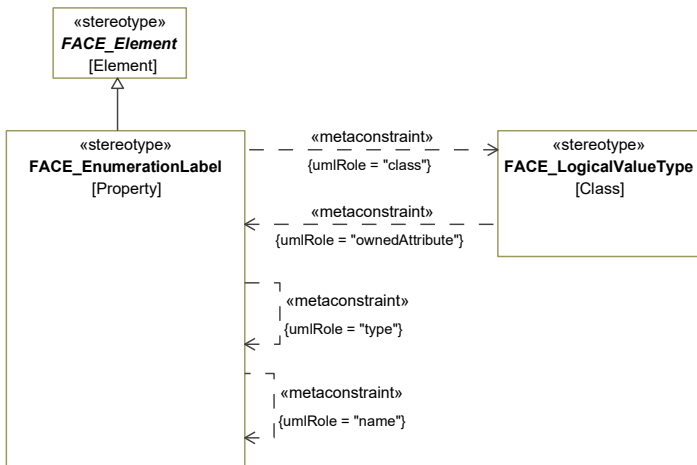 «stereotype»
FACE_Element
[Element]
«stereotype»
FACE_EnumerationLabel
[Property]
«metaconstraint»
{umlRole = "class"}
«stereotype»
FACE_LogicalValueType
[Class]
«metaconstraint»
{umlRole = "ownedAttribute"}
«metaconstraint»
{umlRole = "type"}
«metaconstraint»
{umlRole = "name"}